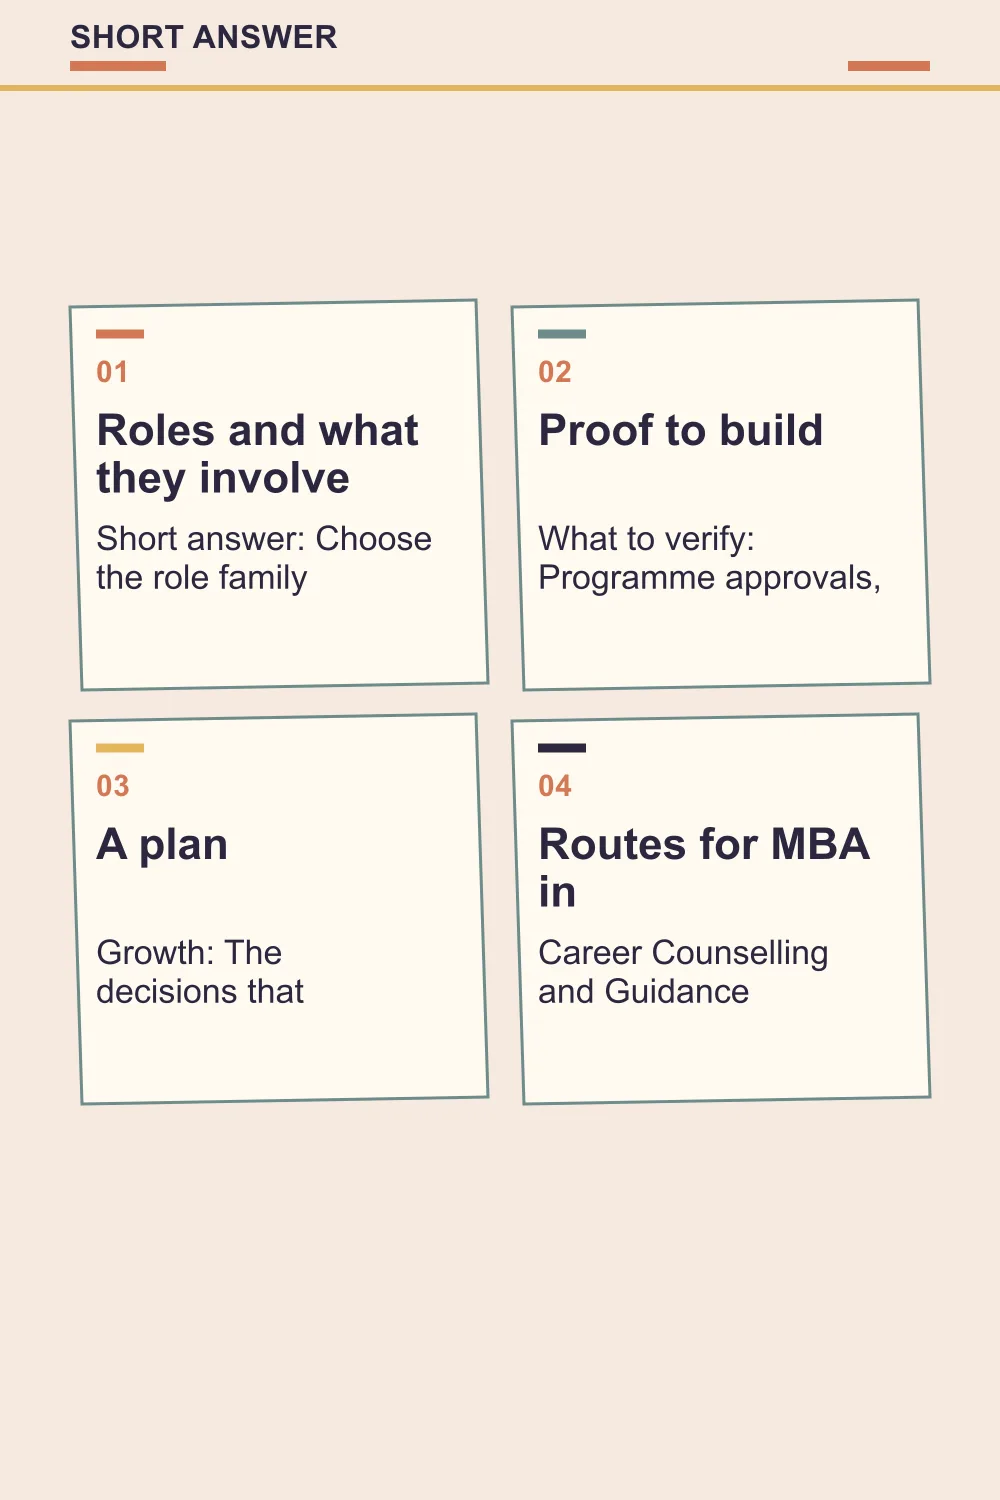 SHORT ANSWER
01
Roles and what
they involve
Short answer: Choose
the role family
02
Proof to build
What to verify:
Programme approvals,
03
A plan
Growth: The
decisions that
04
Routes for MBA
in
Career Counselling
and Guidance